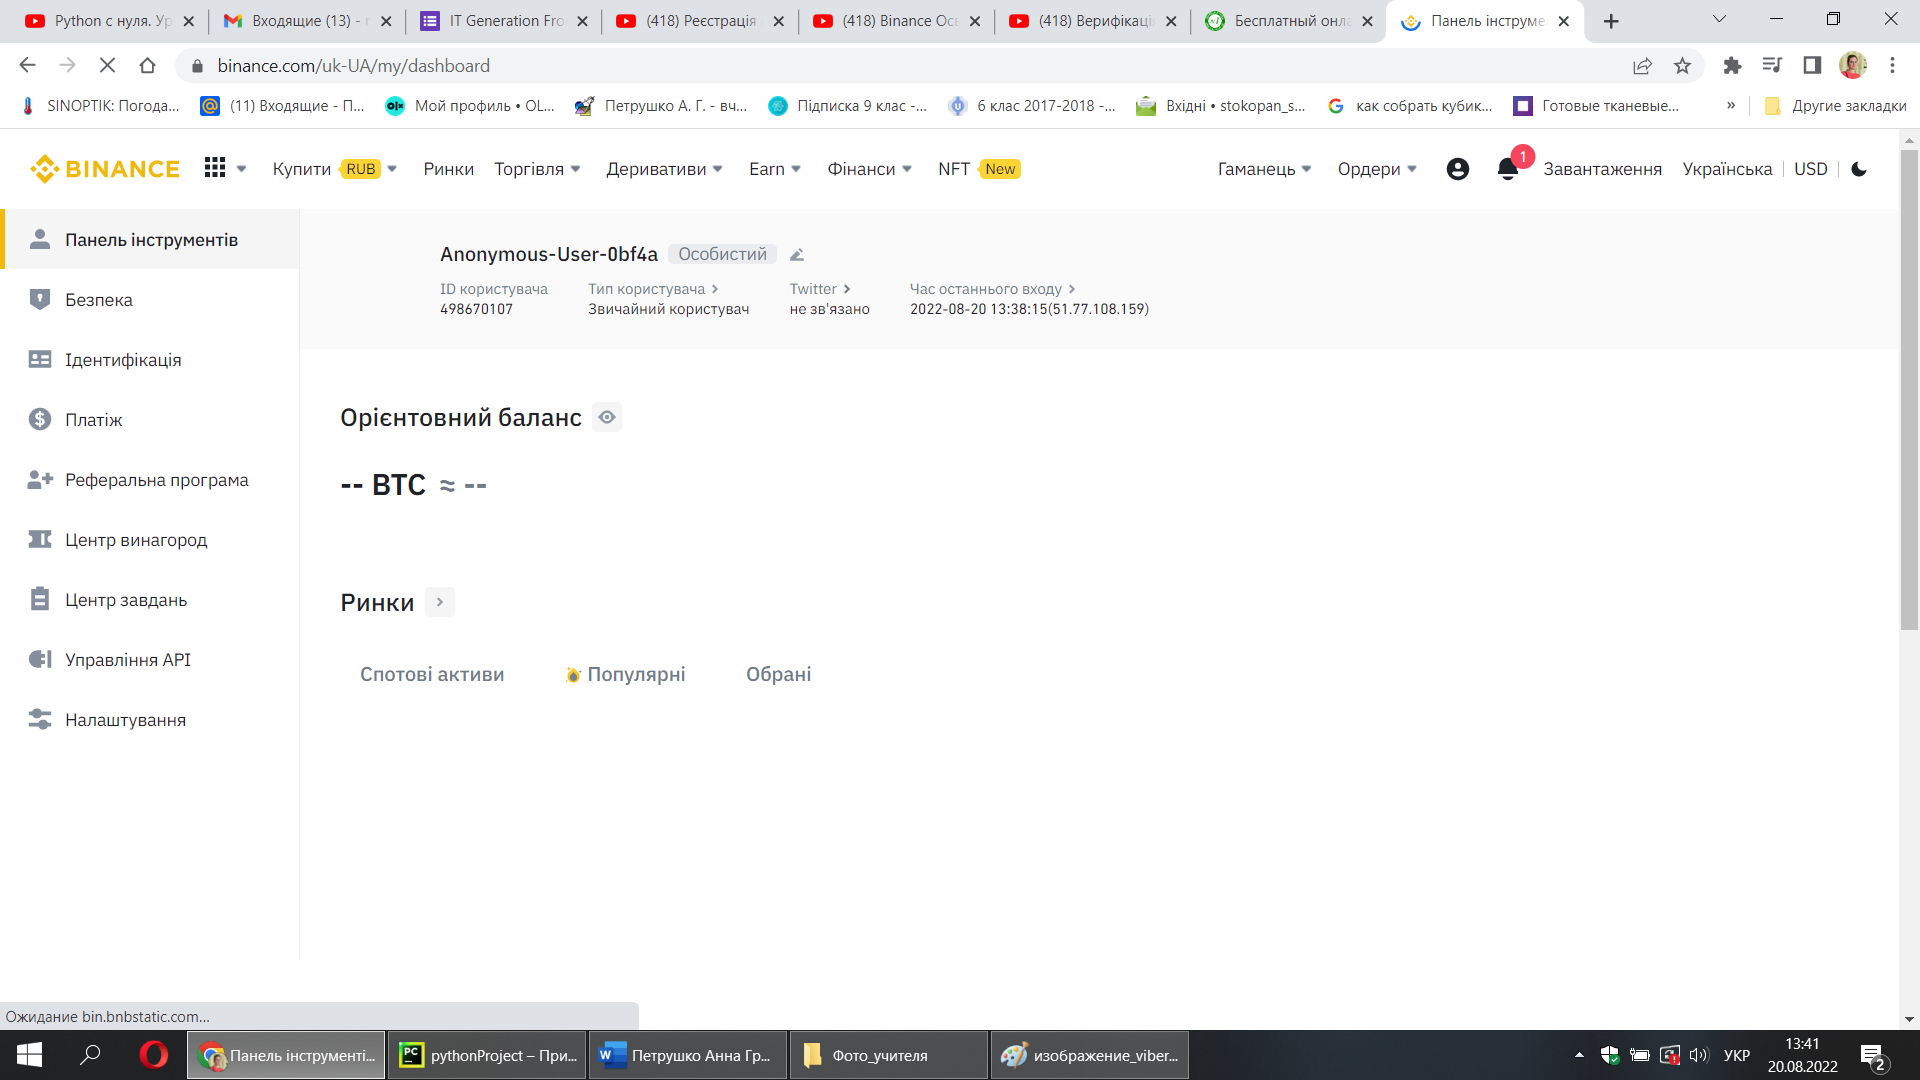 Python с нуля. Ур
Входящие (13) -
IT Generation Fro
(418) Реєстрація
(418) Binance Осв
(418) Верифікаці
Бесплатный онла
Панель інструме
binance.com/uk-UA/my/dashboard
SINOPTIK: Погода...
(11) Входящие - П...
Мой профиль • OL...
Петрушко А. Г. - вч...
Підписка 9 клас -...
6 клас 2017-2018 -...
Вхідні • stokopan_s...
как собрать кубик...
Готовые тканевые...
»
Другие закладки
BINANCE
Купити RUB
Ринки
Торгівля
Деривативи
Earn
Фінанси
NFT New
Гаманець
Ордери
1
Завантаження
Українська
USD
Панель інструментів
Безпека
Ідентифікація
Платіж
Реферальна програма
Центр винагород
Центр завдань
Управління API
Налаштування
Anonymous-User-0bf4a Особистий
ID користувача
498670107
Тип користувача
Звичайний користувач
Twitter
не зв'язано
Час останнього входу
2022-08-20 13:38:15(51.77.108.159)
Орієнтовний баланс
-- BTC ≈ --
Ринки
Спотові активи
Популярні
Обрані
Ожидание bin.bnbstatic.com...
Панель інструменті...
pythonProject – При...
Петрушко Анна Гр...
Фото_учителя
изображение_viber...
УКР
13:41
20.08.2022
2